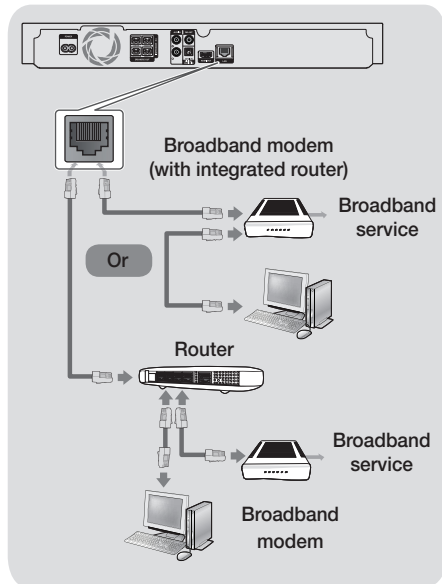 Broadband modem
(with integrated router)
Broadband
service
Or
Router
Broadband
service
Broadband
modem